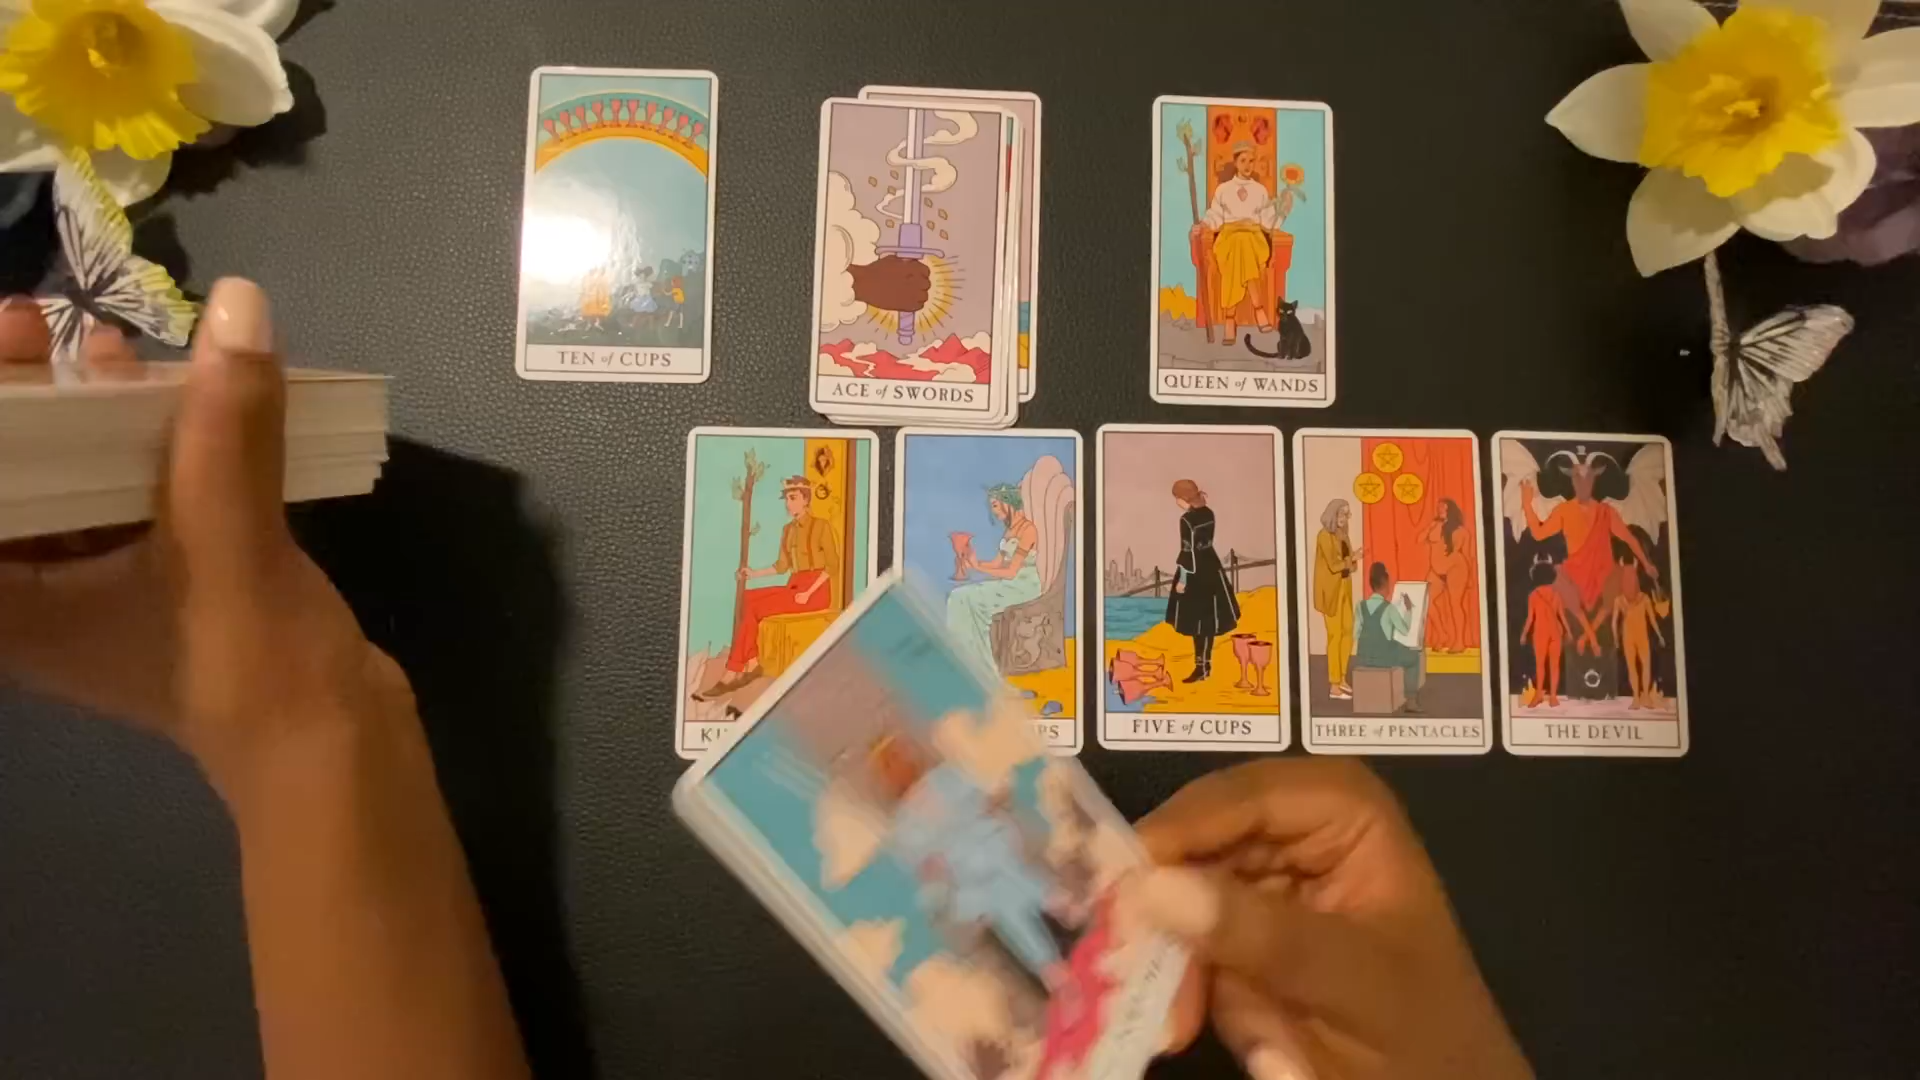 TEN of CUPS
ACE of SWORDS
QUEEN of WANDS
FIVE of CUPS
THREE of PENTACLES
THE DEVIL